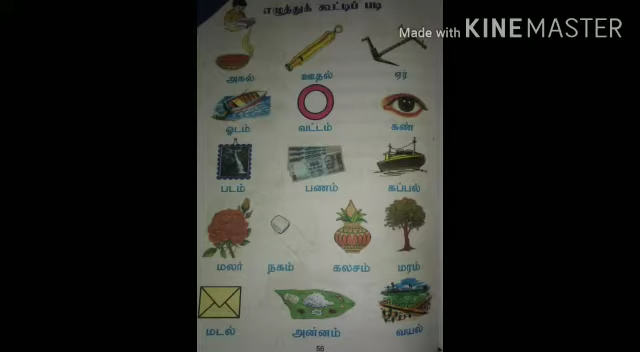 எழுத்துக் கூட்டிப் படி
Made with KINEMASTER
அகல் ஊதல் ஏர்
ஓடம் வட்டம் கண்
படம் பணம் கப்பல்
மலர் நகம் கலசம் மரம்
மடல் அன்னம் வயல்
56